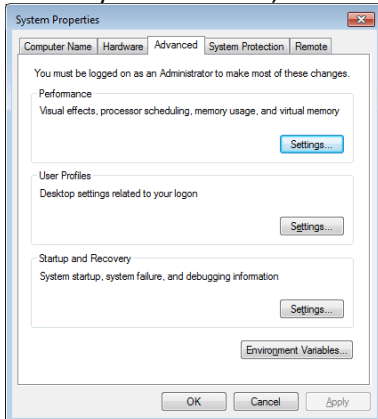 System Properties
Computer Name Hardware Advanced System Protection Remote
You must be logged on as an Administrator to make most of these changes.
Performance
Visual effects, processor scheduling, memory usage, and virtual memory
Settings...
User Profiles
Desktop settings related to your logon
Settings...
Startup and Recovery
System startup, system failure, and debugging information
Settings...
Environment Variables...
OK Cancel Apply